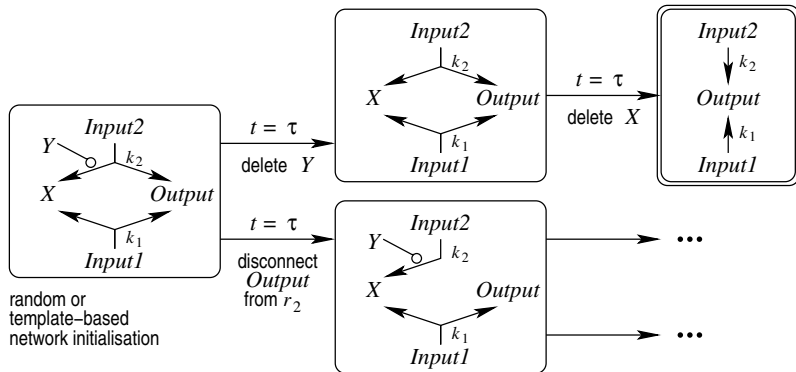 Input2
Y
k2
X
Output
k1
Input1
random or
template−based
network initialisation
t = τ
delete Y
t = τ
disconnect
Output
from r2
Input2
k2
X
Output
k1
Input1
t = τ
delete X
Input2
k2
Output
k1
Input1
Input2
Y
k2
X
Output
k1
Input1
•••
•••